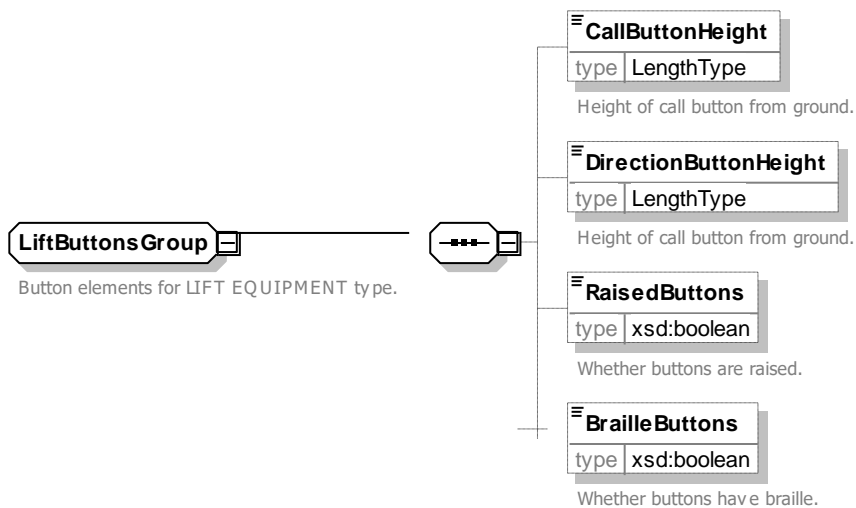 CallButtonHeight
type LengthType
Height of call button from ground.
DirectionButtonHeight
type LengthType
Height of call button from ground.
LiftButtonsGroup
Button elements for LIFT EQUIPMENT type.
RaisedButtons
type xsd:boolean
Whether buttons are raised.
BrailleButtons
type xsd:boolean
Whether buttons have braille.